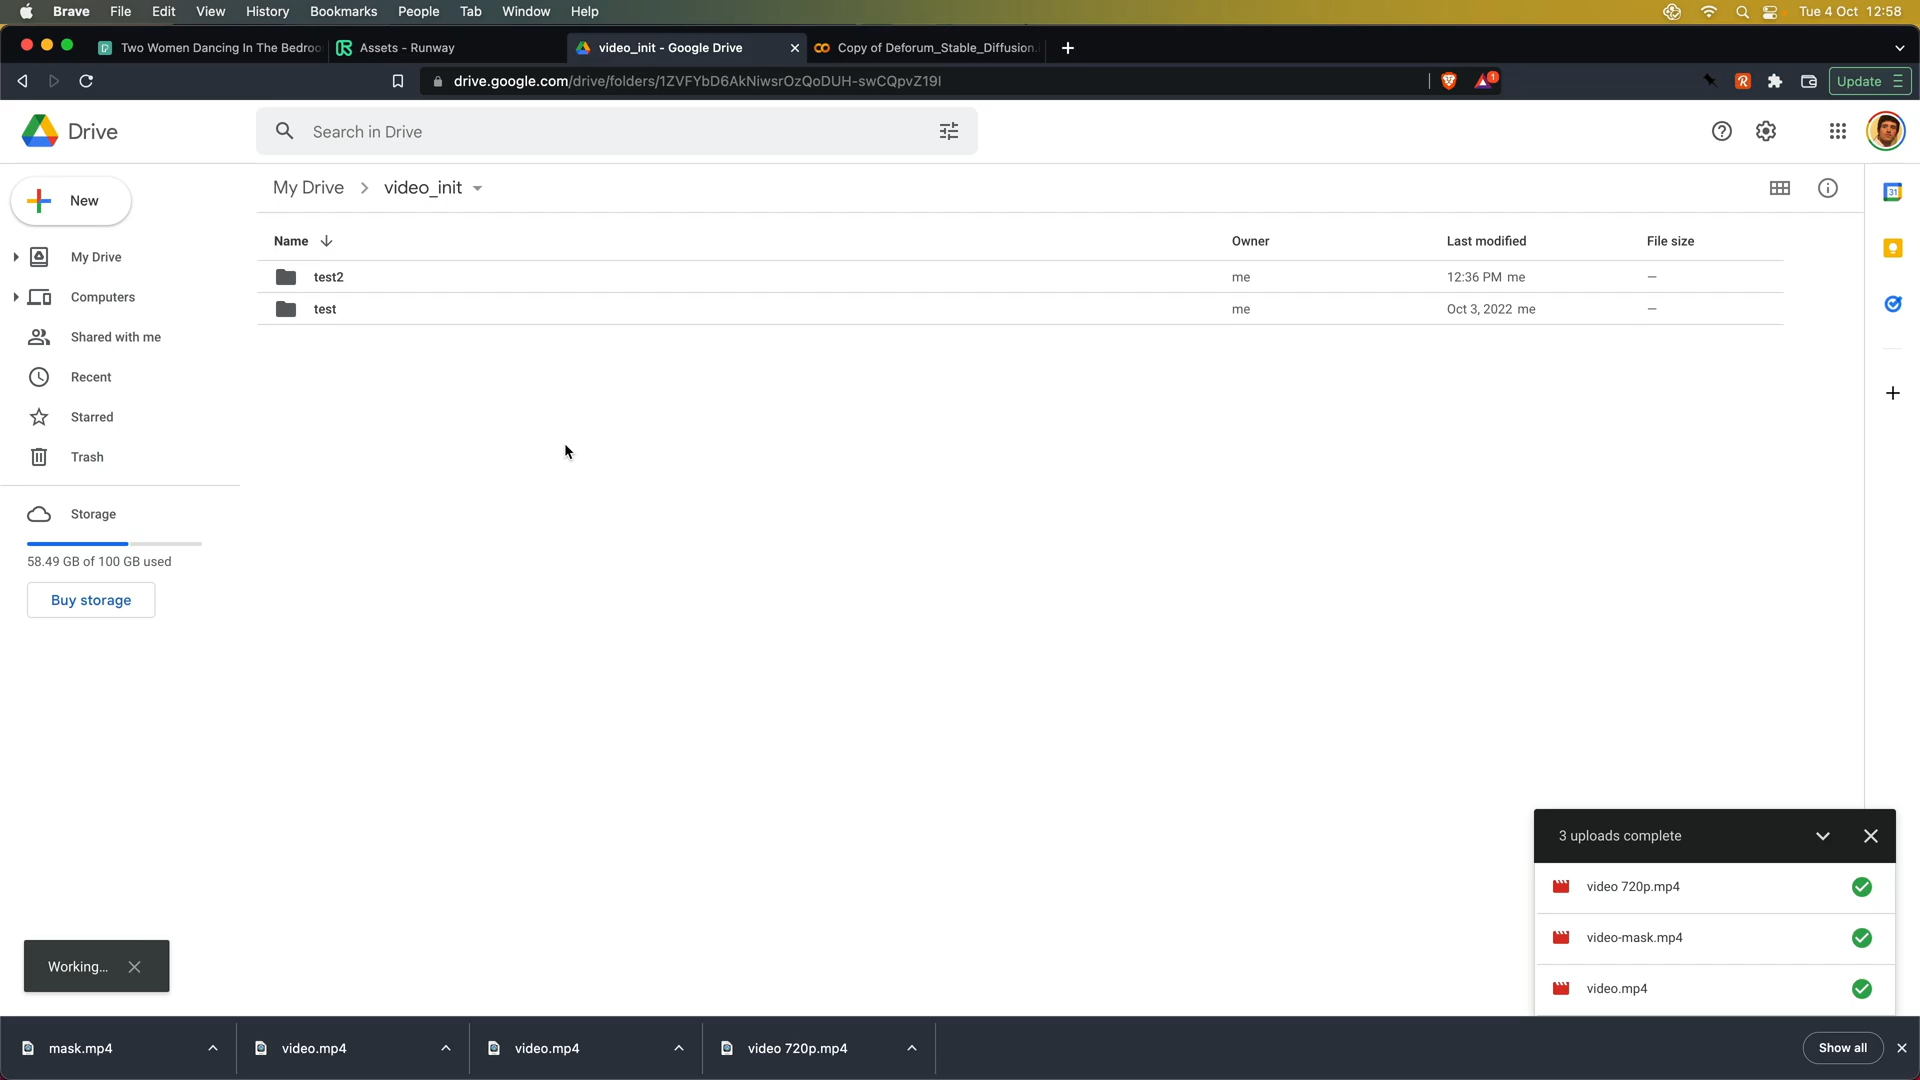 Brave File Edit View History Bookmarks People Tab Window Help Tue 4 Oct 12:58
Two Women Dancing In The Bedroo Assets - Runway video_init - Google Drive Copy of Deforum_Stable_Diffusion.i
drive.google.com/drive/folders/1ZVFYbD6AkNiwsrOzQoDUH-swCQpvZ19I 1 Update
Drive Search in Drive
New My Drive video_init 31
Name Owner Last modified File size
My Drive
test2 me 12:36 PM me —
Computers
test me Oct 3, 2022 me —
Shared with me
Recent
Starred
Trash
Storage
58.49 GB of 100 GB used
Buy storage
3 uploads complete
video 720p.mp4
video-mask.mp4
Working...
video.mp4
mask.mp4 video.mp4 video.mp4 video 720p.mp4 Show all